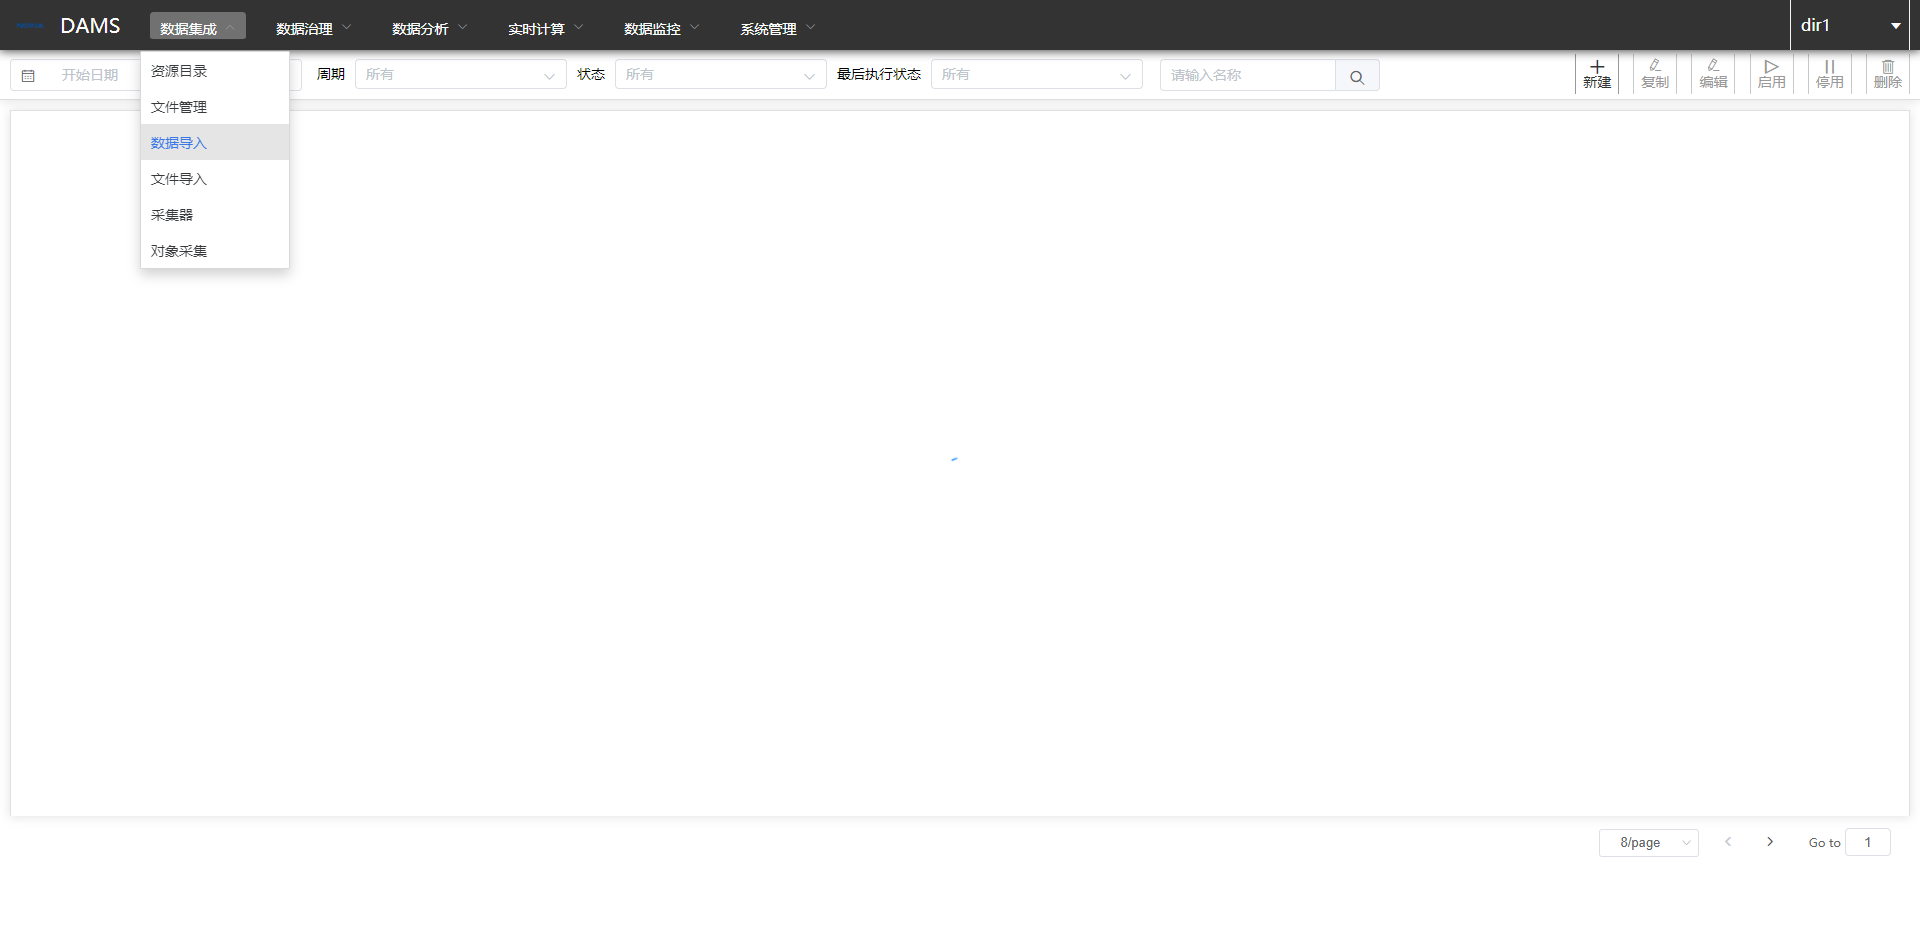 DAMS 数据集成 数据治理 数据分析 实时计算 数据监控 系统管理 dir1
开始日期 周期 所有 状态 所有 最后执行状态 所有 请输入名称 新建 复制 编辑 启用 停用 删除
资源目录
文件管理
数据导入
文件导入
采集器
对象采集
8/page Go to 1